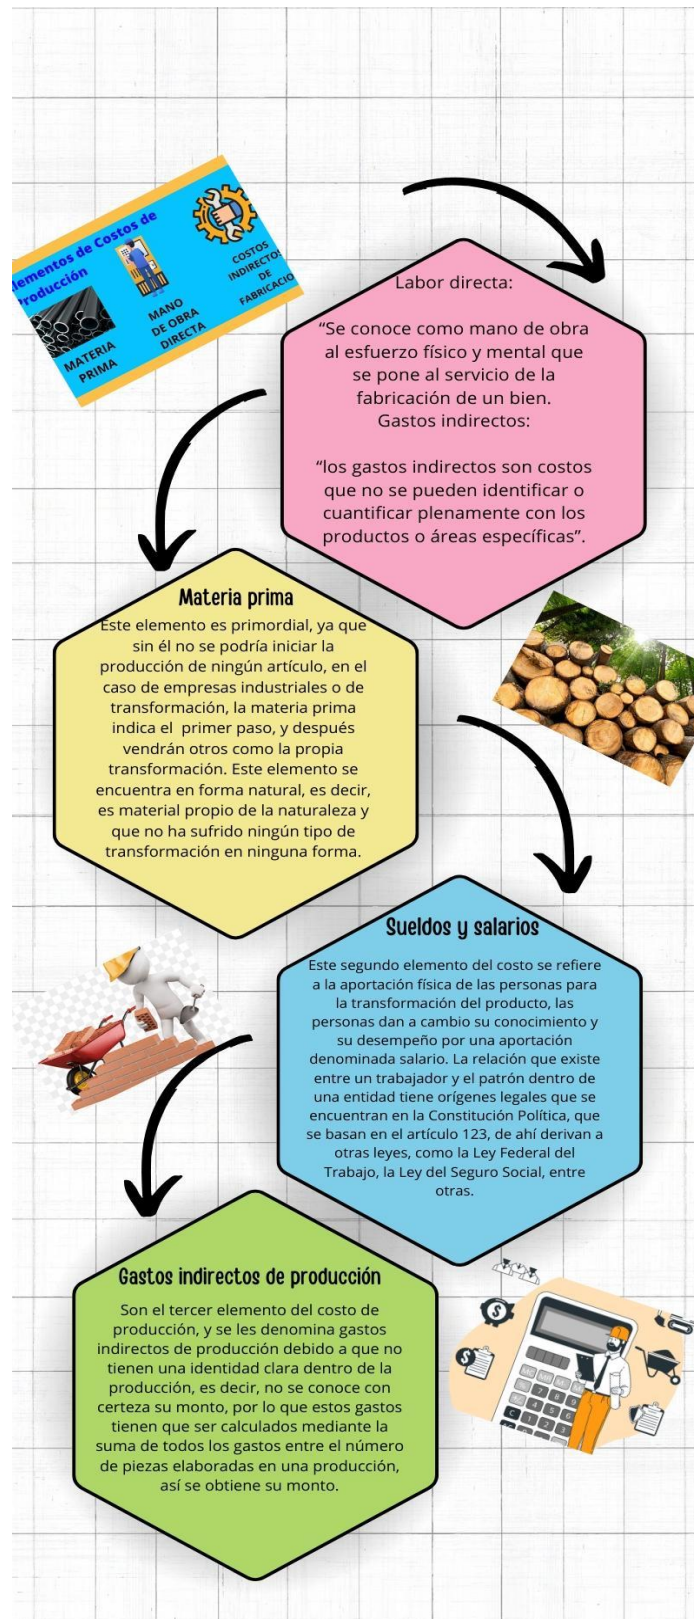 Elementos de Costos de
Producción
MATERIA
PRIMA
MANO
DE OBRA
DIRECTA
COSTOS
INDIRECTOS
DE
FABRICACIO
Labor directa:
“Se conoce como mano de obra
al esfuerzo físico y mental que
se pone al servicio de la
fabricación de un bien.
Gastos indirectos:
“los gastos indirectos son costos
que no se pueden identificar o
cuantificar plenamente con los
productos o áreas específicas”.
Materia prima
Este elemento es primordial, ya que
sin él no se podría iniciar la
producción de ningún artículo, en el
caso de empresas industriales o de
transformación, la materia prima
indica el primer paso, y después
vendrán otros como la propia
transformación. Este elemento se
encuentra en forma natural, es decir,
es material propio de la naturaleza y
que no ha sufrido ningún tipo de
transformación en ninguna forma.
Sueldos y salarios
Este segundo elemento del costo se refiere
a la aportación física de las personas para
la transformación del producto, las
personas dan a cambio su conocimiento y
su desempeño por una aportación
denominada salario. La relación que existe
entre un trabajador y el patrón dentro de
una entidad tiene orígenes legales que se
encuentran en la Constitución Política, que
se basan en el artículo 123, de ahí derivan a
otras leyes, como la Ley Federal del
Trabajo, la Ley del Seguro Social, entre
otras.
Gastos indirectos de producción
Son el tercer elemento del costo de
producción, y se les denomina gastos
indirectos de producción debido a que no
tienen una identidad clara dentro de la
producción, es decir, no se conoce con
certeza su monto, por lo que estos gastos
tienen que ser calculados mediante la
suma de todos los gastos entre el número
de piezas elaboradas en una producción,
así se obtiene su monto.
$
$
7 8 9
4 5 6
C 1 2 3